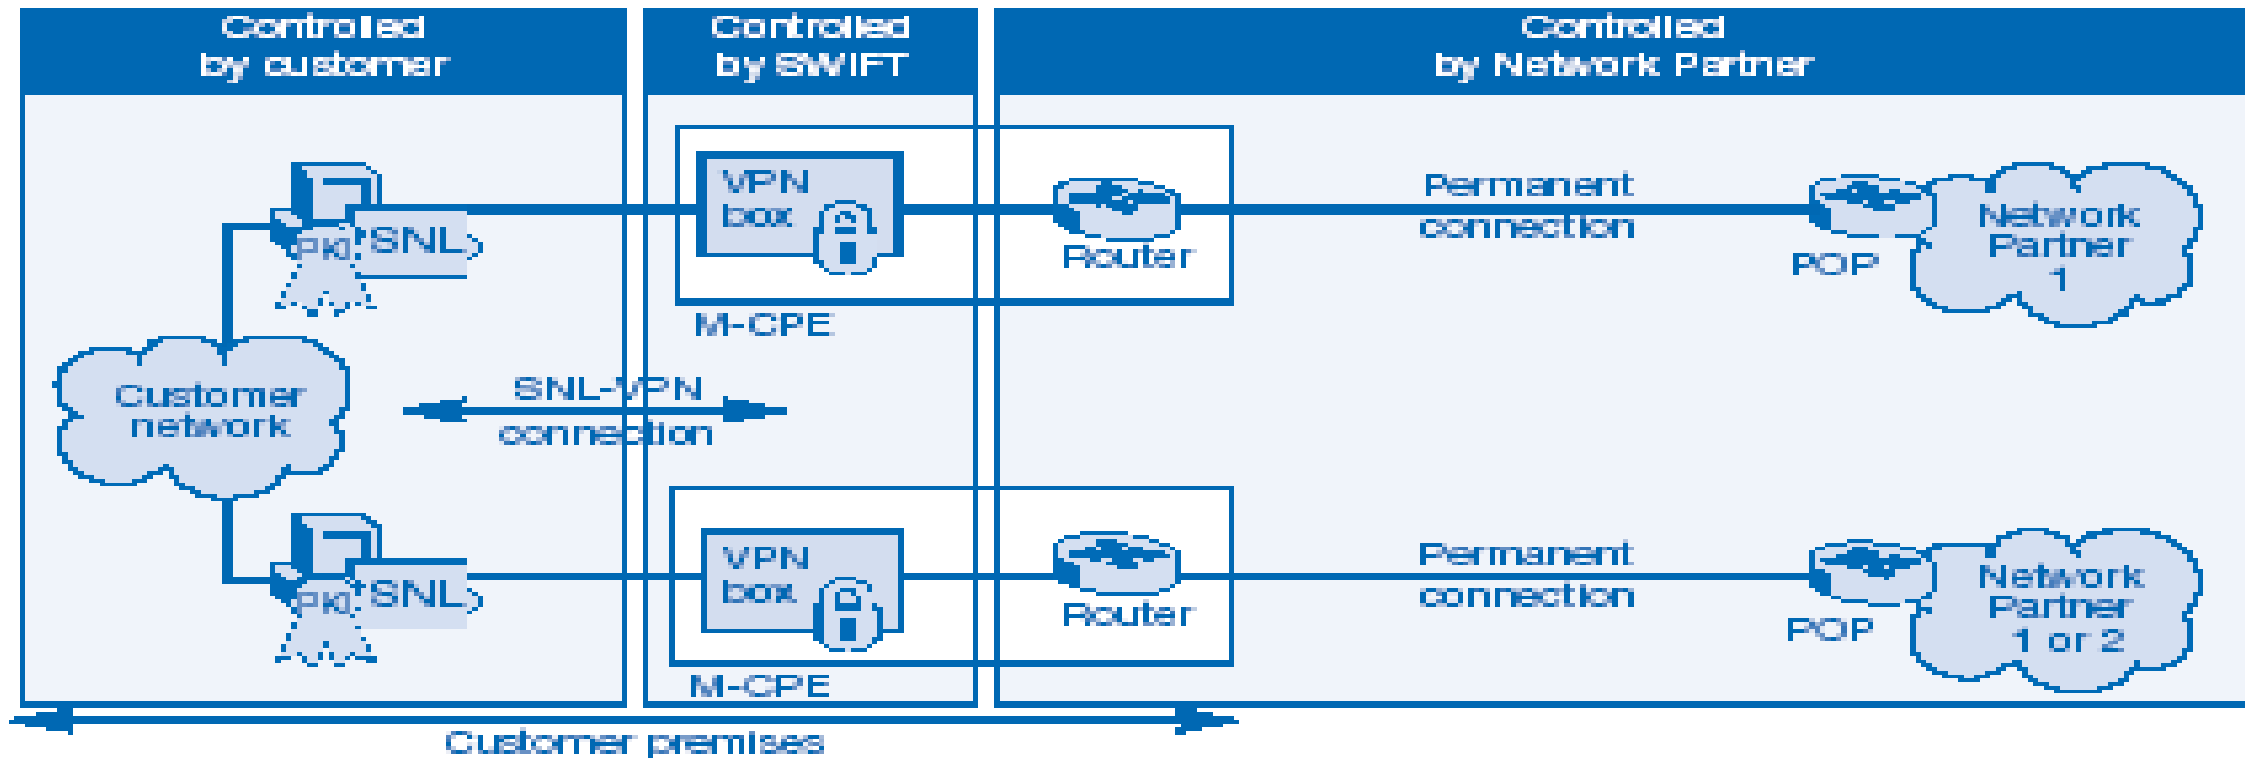 Controlled
by customer
Controlled
by SWIFT
Controlled
by Network Partner
PKI
SNL
VPN
box
Router
M-CPE
Permanent
connection
POP
Network
Partner
1
Customer
network
SNL-VPN
connection
PKI
SNL
VPN
box
Router
M-CPE
Permanent
connection
POP
Network
Partner
1 or 2
Customer premises